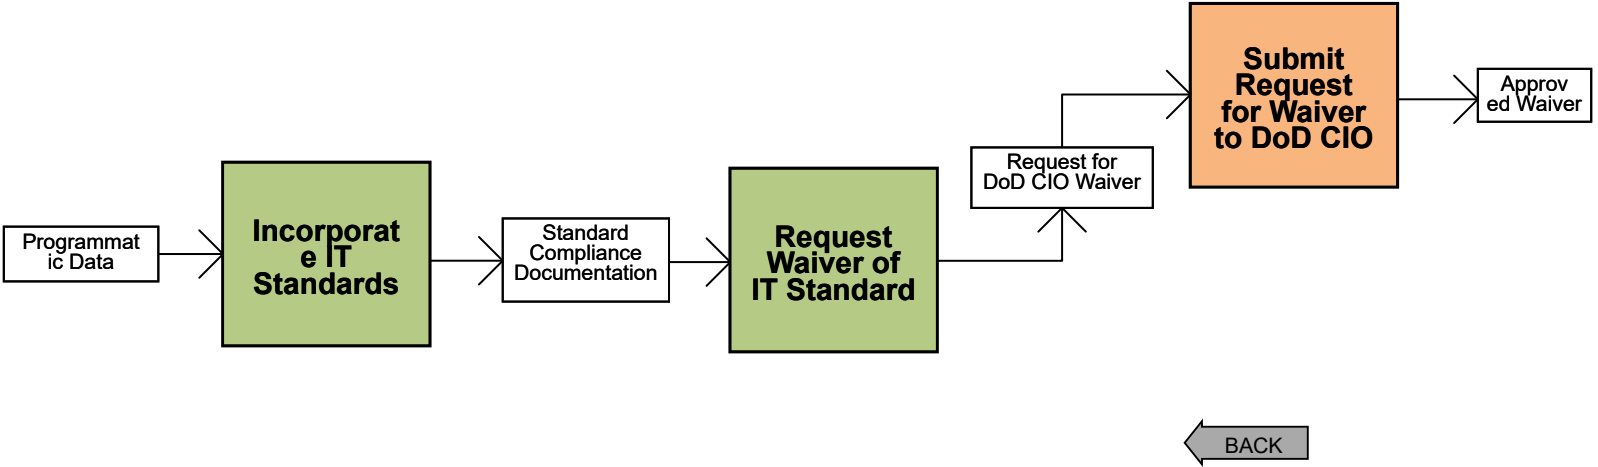 Programmat
ic Data
Incorporat
e IT
Standards
Standard
Compliance
Documentation
Request
Waiver of
IT Standard
Request for
DoD CIO Waiver
Submit
Request
for Waiver
to DoD CIO
Approv
ed Waiver
BACK